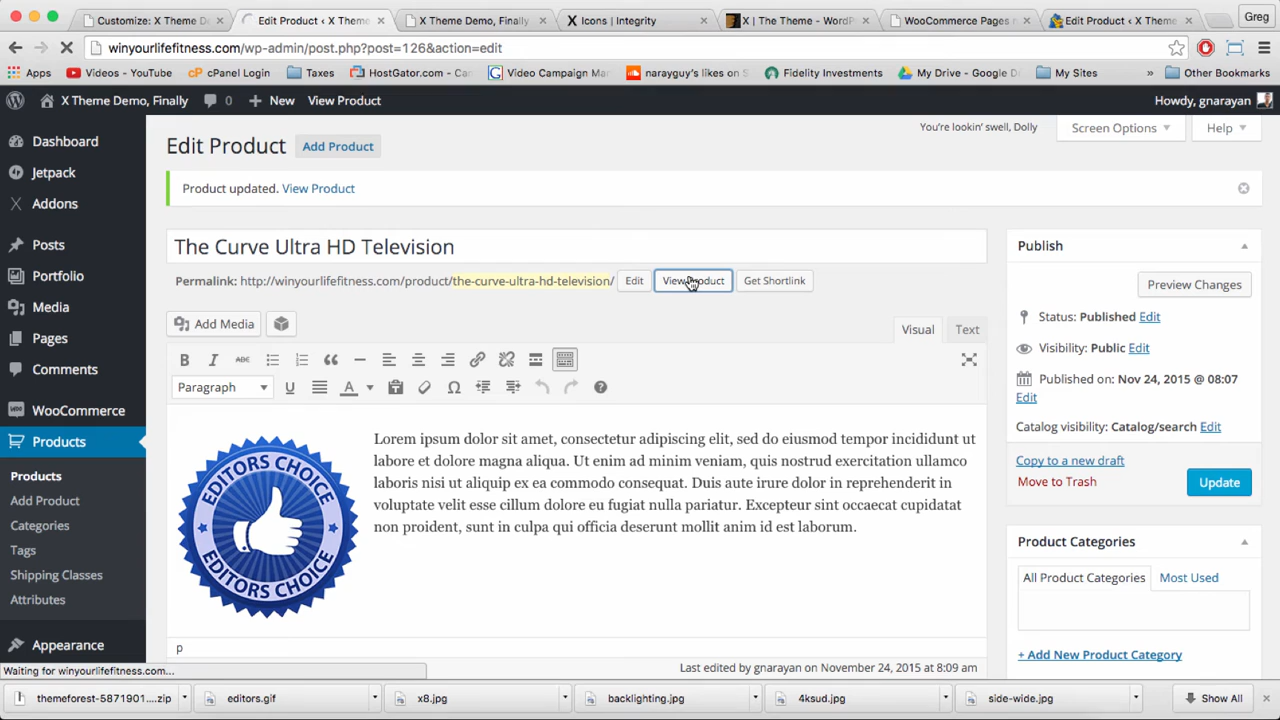 Customize: X Theme Demo,
Edit Product ‹ X Theme
X Theme Demo, Finally
Icons | Integrity
X | The Theme - WordP
WooCommerce Pages n
Edit Product ‹ X Theme
Greg
winyourlifefitness.com/wp-admin/post.php?post=126&action=edit
Apps
Videos - YouTube
cPanel Login
Taxes
HostGator.com - Ca
Video Campaign Ma
narayguy's likes on S
Fidelity Investments
My Drive - Google D
My Sites
»
Other Bookmarks
X Theme Demo, Finally
0
+ New
View Product
Howdy, gnarayan
Dashboard
Jetpack
Addons
Posts
Portfolio
Media
Pages
Comments
WooCommerce
Products
Products
Add Product
Categories
Tags
Shipping Classes
Attributes
Appearance
You're lookin' swell, Dolly
Screen Options
Help
Edit Product
Add Product
Product updated. View Product
The Curve Ultra HD Television
Permalink: http://winyourlifefitness.com/product/the-curve-ultra-hd-television/
Edit
View Product
Get Shortlink
Add Media
Visual
Text
B I ABC
Paragraph
U A
EDITORS CHOICE
EDITORS CHOICE
Lorem ipsum dolor sit amet, consectetur adipiscing elit, sed do eiusmod tempor incididunt ut
labore et dolore magna aliqua. Ut enim ad minim veniam, quis nostrud exercitation ullamco
laboris nisi ut aliquip ex ea commodo consequat. Duis aute irure dolor in reprehenderit in
voluptate velit esse cillum dolore eu fugiat nulla pariatur. Excepteur sint occaecat cupidatat
non proident, sunt in culpa qui officia deserunt mollit anim id est laborum.
p
Last edited by gnarayan on November 24, 2015 at 8:09 am
Publish
Preview Changes
Status: Published Edit
Visibility: Public Edit
Published on: Nov 24, 2015 @ 08:07
Edit
Catalog visibility: Catalog/search Edit
Copy to a new draft
Move to Trash
Update
Product Categories
All Product Categories
Most Used
+ Add New Product Category
Waiting for winyourlifefitness.com...
themeforest-5871901....zip
editors.gif
x8.jpg
backlighting.jpg
4ksud.jpg
side-wide.jpg
Show All